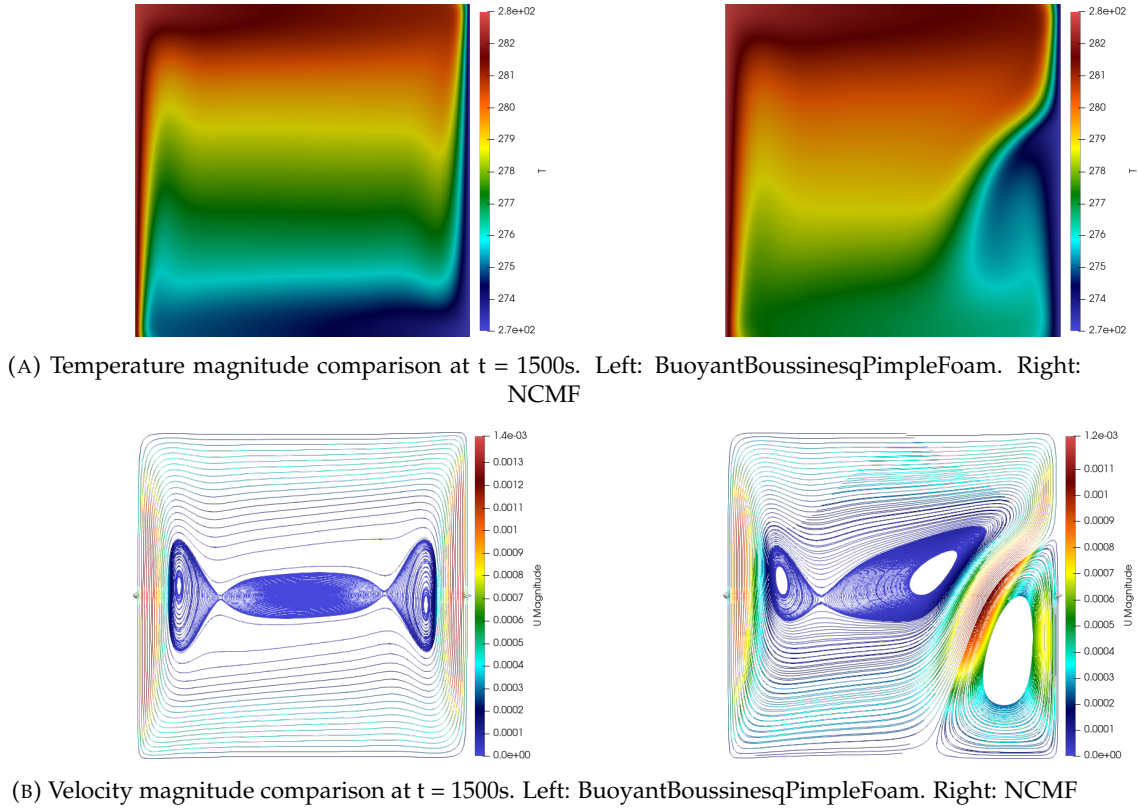 2.8e+02
282
281
280
279
278
277
276
275
274
2.7e+02
T
2.8e+02
282
281
280
279
278
277
276
275
274
2.7e+02
T
(A) Temperature magnitude comparison at t = 1500s. Left: BuoyantBoussinesqPimpleFoam. Right:
NCMF
1.4e-03
0.0013
0.0012
0.0011
0.001
0.0009
0.0008
0.0007
0.0006
0.0005
0.0004
0.0003
0.0002
0.0001
0.0e+00
U Magnitude
1.2e-03
0.0011
0.001
0.0009
0.0008
0.0007
0.0006
0.0005
0.0004
0.0003
0.0002
0.0001
0.0e+00
U Magnitude
(B) Velocity magnitude comparison at t = 1500s. Left: BuoyantBoussinesqPimpleFoam. Right: NCMF